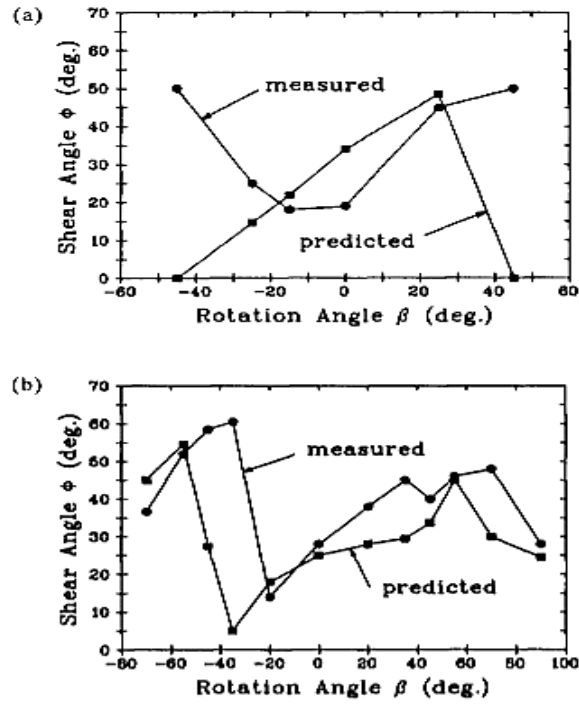 (a)
70
60
50
40
30
20
10
0
Shear Angle ϕ (deg.)
measured
predicted
−60 −40 −20 0 20 40 60
Rotation Angle β (deg.)
(b)
70
60
50
40
30
20
10
0
Shear Angle ϕ (deg.)
measured
predicted
−80 −60 −40 −20 0 20 40 60 80 100
Rotation Angle β (deg.)